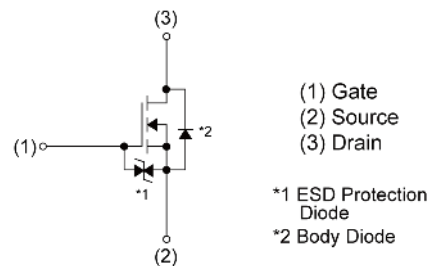 (3)
(1)
*2
*1
(2)
(1) Gate
(2) Source
(3) Drain
*1 ESD Protection
Diode
*2 Body Diode